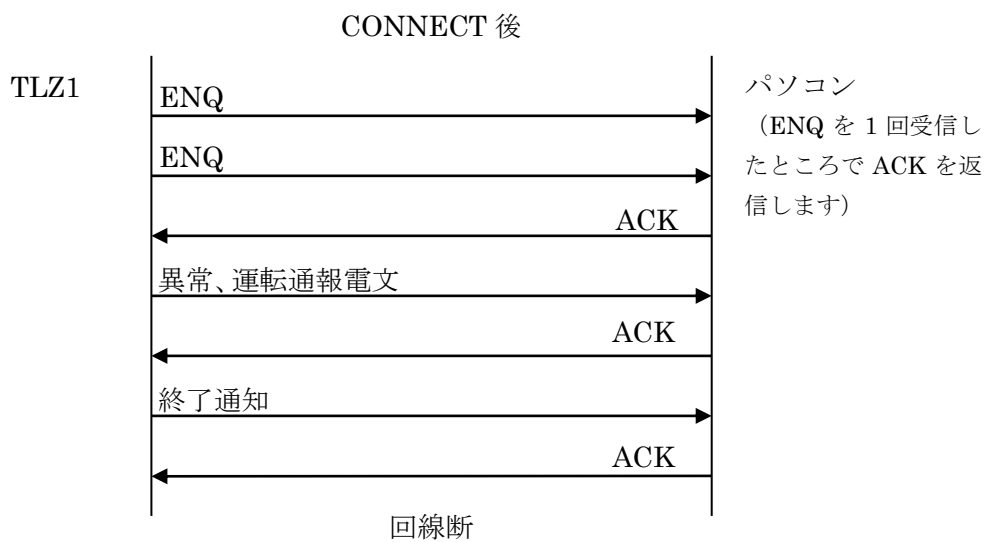 CONNECT 後
TLZ1
パソコン
(ENQ を 1 回受信し
たところで ACK を返
信します)
ENQ
ENQ
ACK
異常、運転通報電文
ACK
終了通知
ACK
回線断